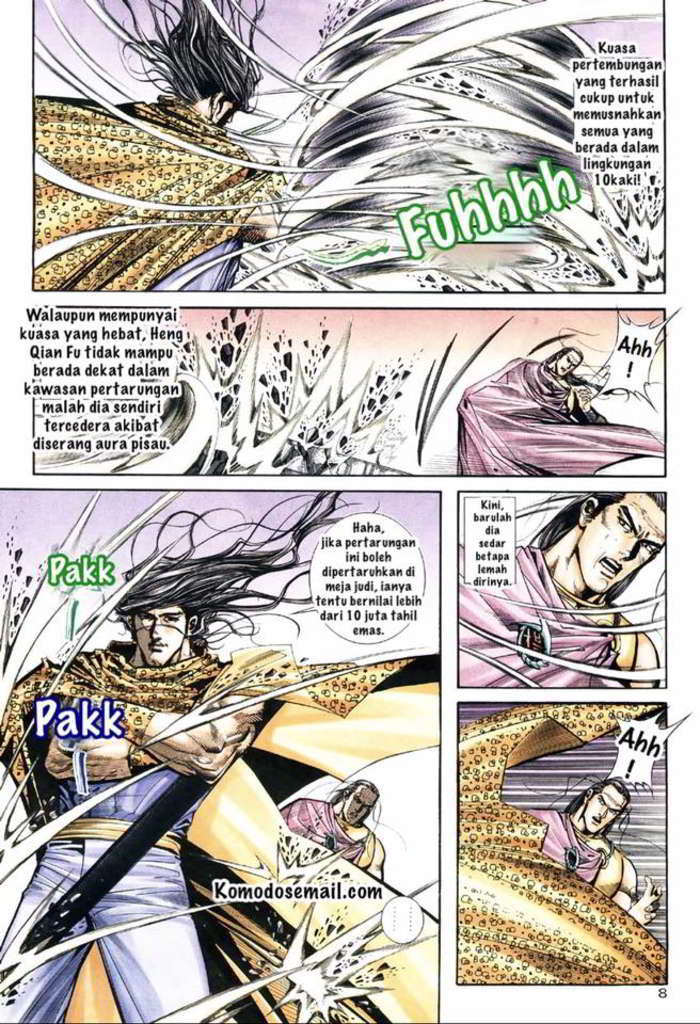 Kuasa
pertembungan
yang terhasil
cukup untuk
memusnahkan
semua yang
berada dalam
lingkungan
10kaki!
Fuhhhh
Walaupun mempunyai
kuasa yang hebat, Heng
Qian Fu tidak mampu
berada dekat dalam
kawasan pertarungan
malah dia sendiri
tercedera akibat
diserang aura pisau.
Ahh
!
Pakk
Haha,
jika pertarungan
ini boleh
dipertaruhkan di
meja judi, ianya
tentu bernilai lebih
dari 10 juta tahil
emas.
Pakk
Komodosemail.com
......
Kini,
barulah
dia
sedar
betapa
lemah
dirinya.
Ahh
!
8